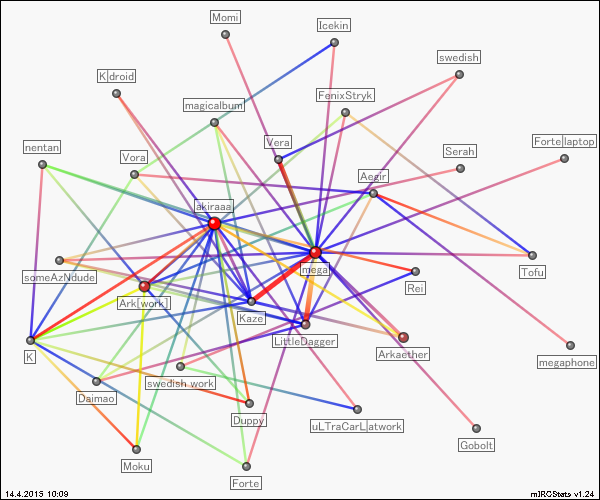 Momi
Icekin
swedish
K|droid
FenixStryk
magicalbum
Forte|laptop
Vera
Serah
nentan
Vora
Aegir
akiraaa
mega
Tofu
someAzNdude
Rei
Ark[work]
Kaze
LittleDagger
Arkaether
K
megaphone
swedish work
Daimao
Duppy
uLTraCarL|atwork
Gobolt
Moku
Forte
14.4.2015 10:09
mIRCStats v1.24